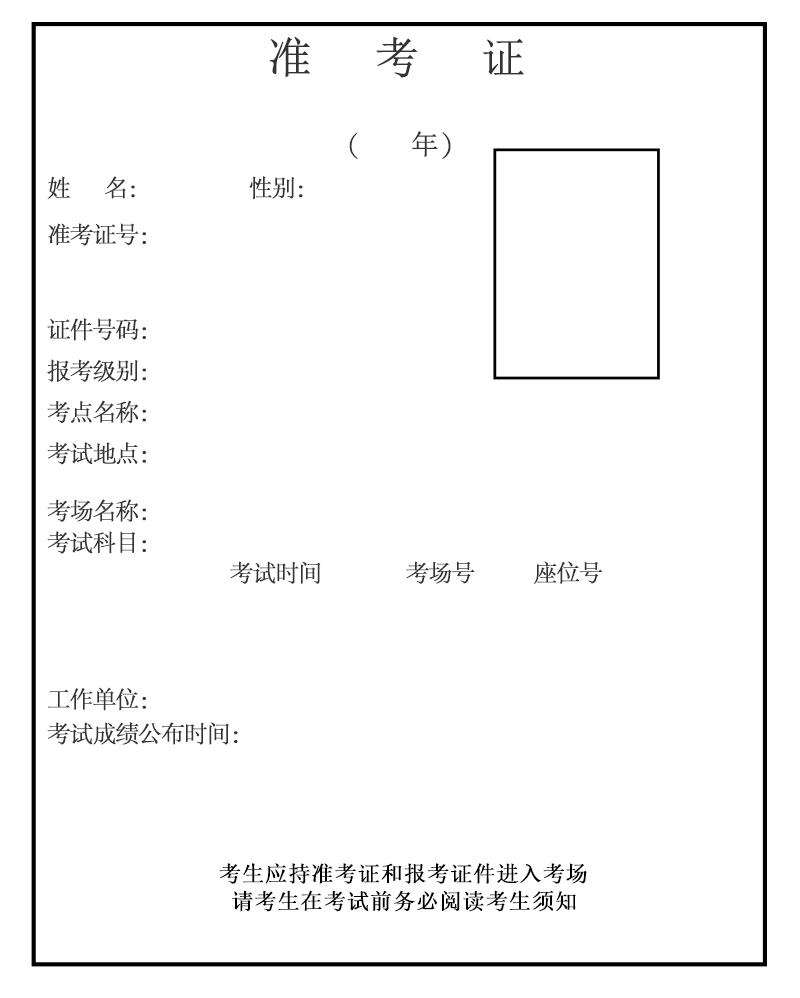 准 考 证
( 年)
姓 名: 性别:
准考证号:
证件号码:
报考级别:
考点名称:
考试地点:
考场名称:
考试科目:
考试时间 考场号 座位号
工作单位:
考试成绩公布时间:
考生应持准考证和报考证件进入考场
请考生在考试前务必阅读考生须知